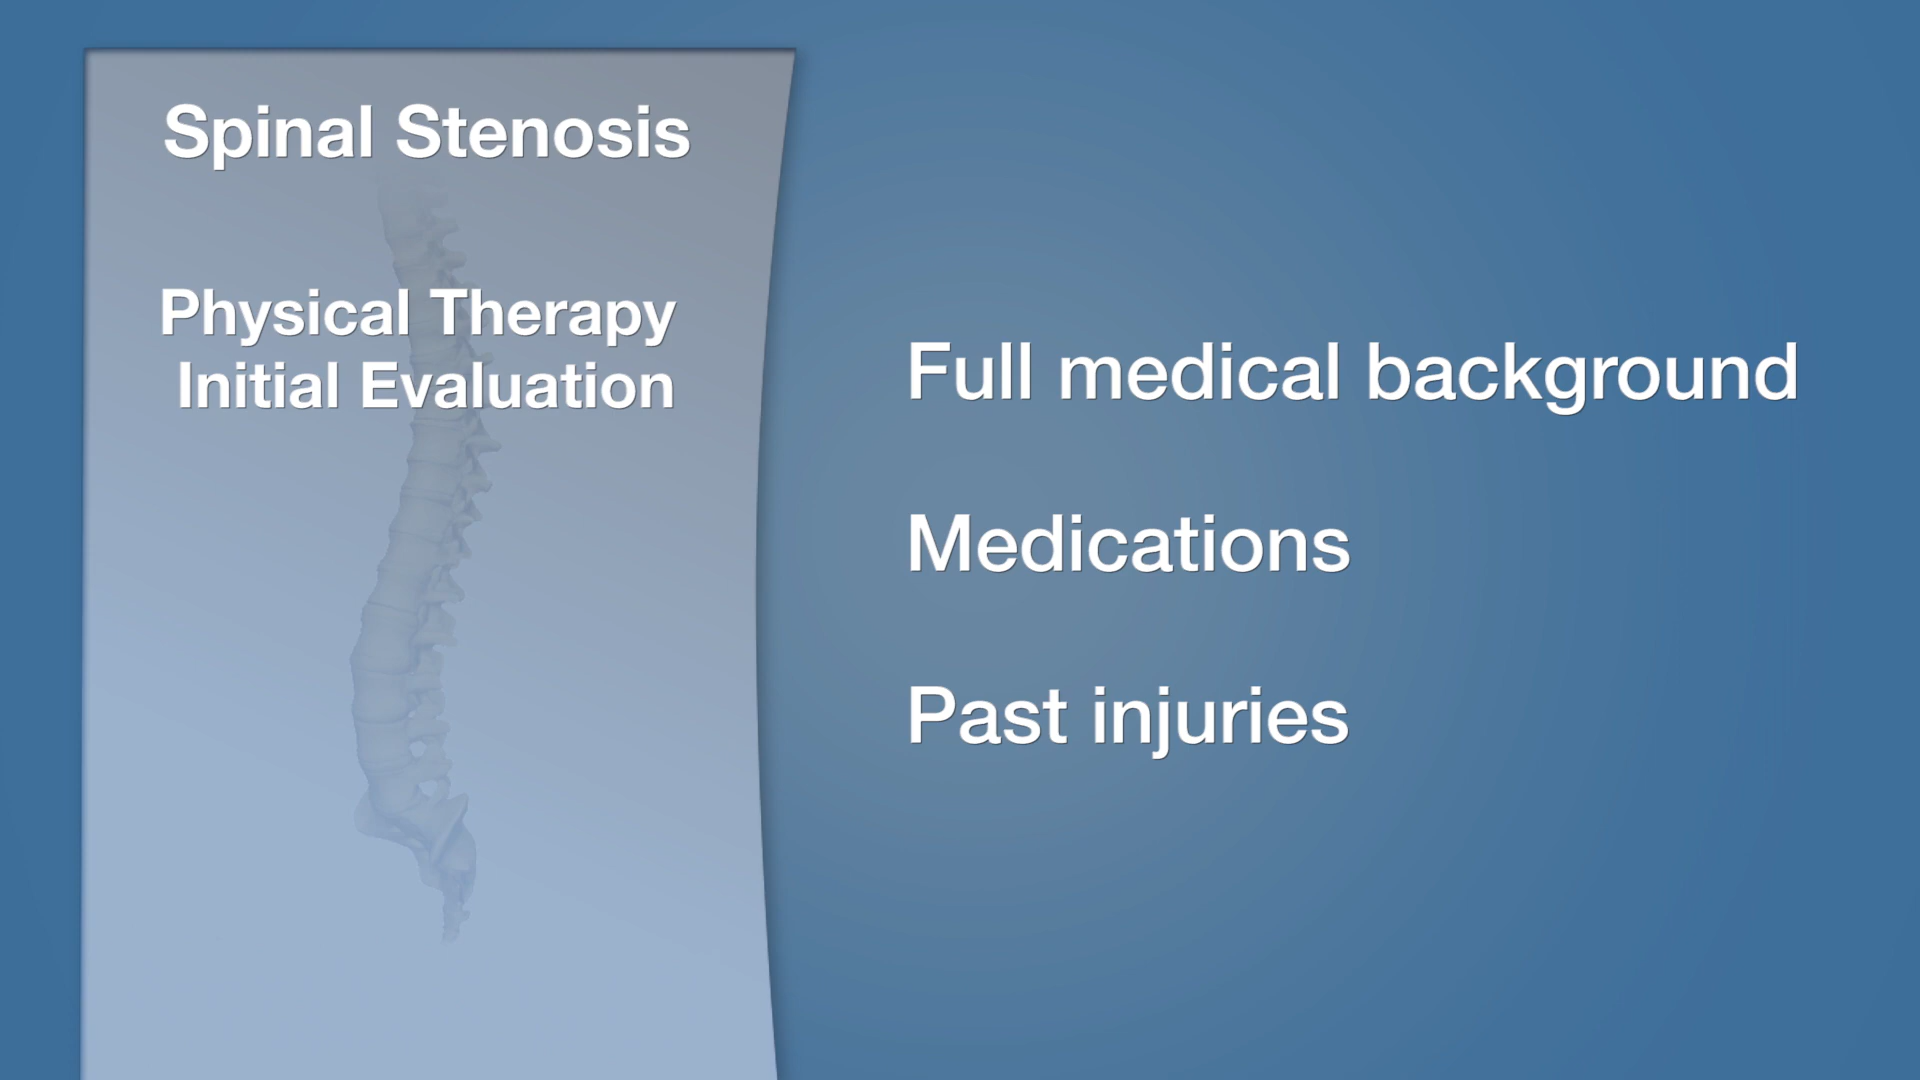 Spinal Stenosis
Physical Therapy
Initial Evaluation
Full medical background
Medications
Past injuries